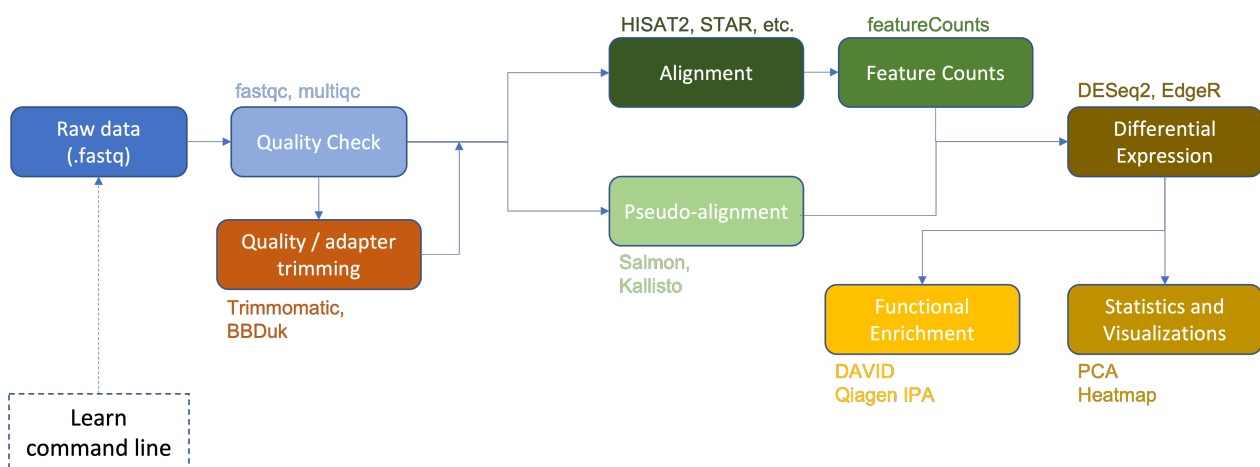 HISAT2, STAR, etc.
featureCounts
Alignment
Feature Counts
fastqc, multiqc
DESeq2, EdgeR
Raw data
(.fastq)
Quality Check
Differential
Expression
Pseudo-alignment
Quality / adapter
trimming
Salmon,
Kallisto
Trimmomatic,
BBDuk
Functional
Enrichment
Statistics and
Visualizations
DAVID
Qiagen IPA
PCA
Heatmap
Learn
command line